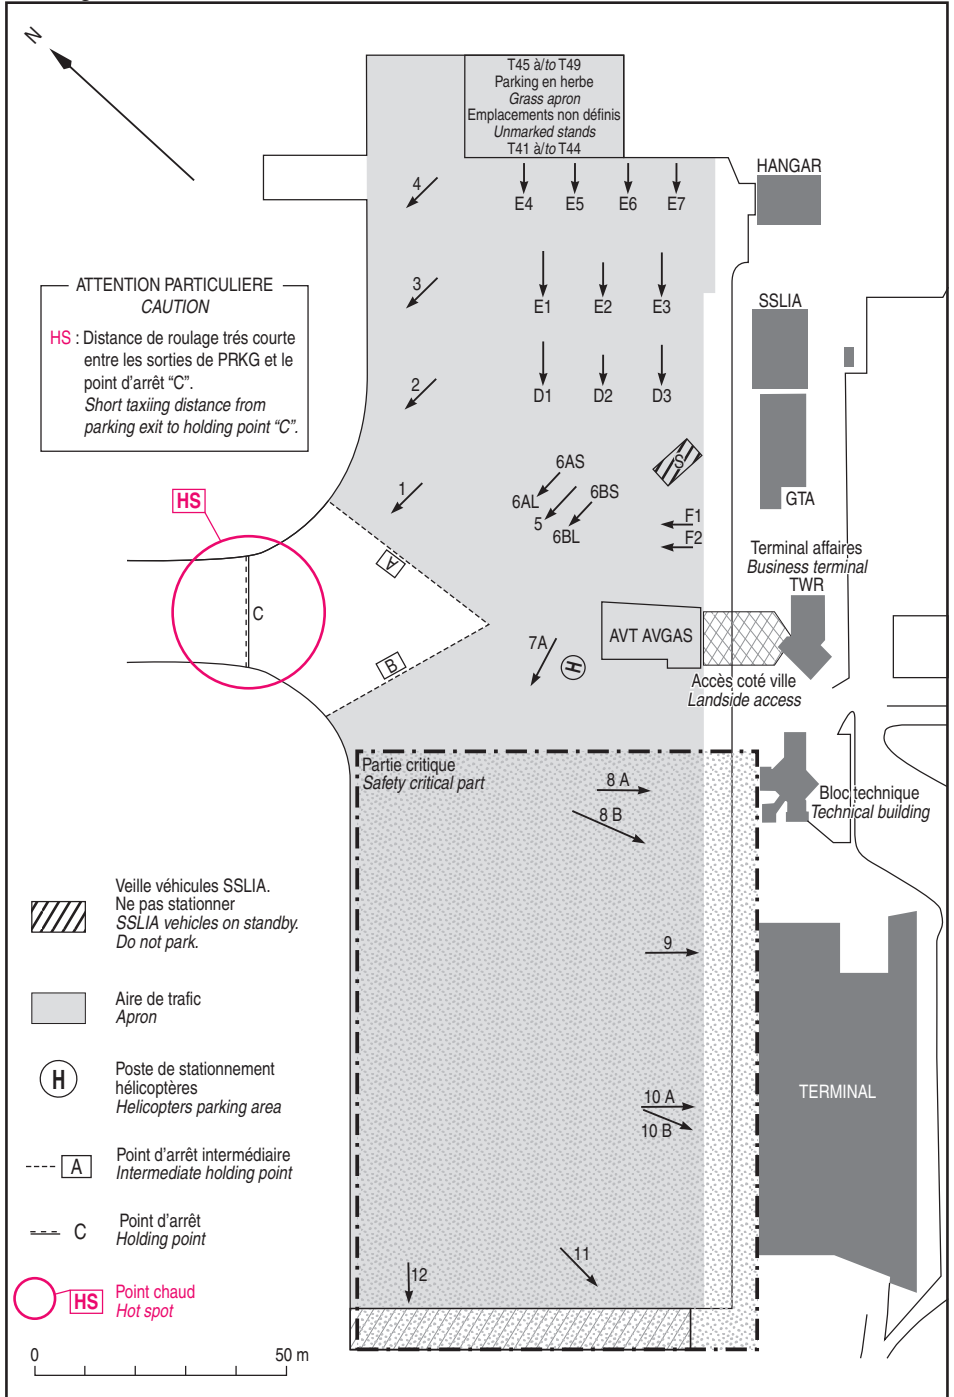 N
T45 à/to T49
Parking en herbe
Grass apron
Emplacements non définis
Unmarked stands
T41 à/to T44
HANGAR
4
E4
E5
E6
E7
ATTENTION PARTICULIERE
CAUTION
HS : Distance de roulage trés courte
entre les sorties de PRKG et le
point d'arrêt “C”.
Short taxiing distance from
parking exit to holding point “C”.
3
E1
E2
E3
SSLIA
2
D1
D2
D3
S
GTA
1
6AS
6AL
6BS
5
6BL
F1
F2
HS
A
C
B
Terminal affaires
Business terminal
TWR
AVT AVGAS
7A
H
Accès coté ville
Landside access
Partie critique
Safety critical part
8 A
8 B
Bloc technique
Technical building
Veille véhicules SSLIA.
Ne pas stationner
SSLIA vehicles on standby.
Do not park.
9
Aire de trafic
Apron
H
Poste de stationnement
hélicoptères
Helicopters parking area
10 A
10 B
TERMINAL
A
Point d'arrêt intermédiaire
Intermediate holding point
C
Point d'arrêt
Holding point
11
12
HS
Point chaud
Hot spot
0
50 m